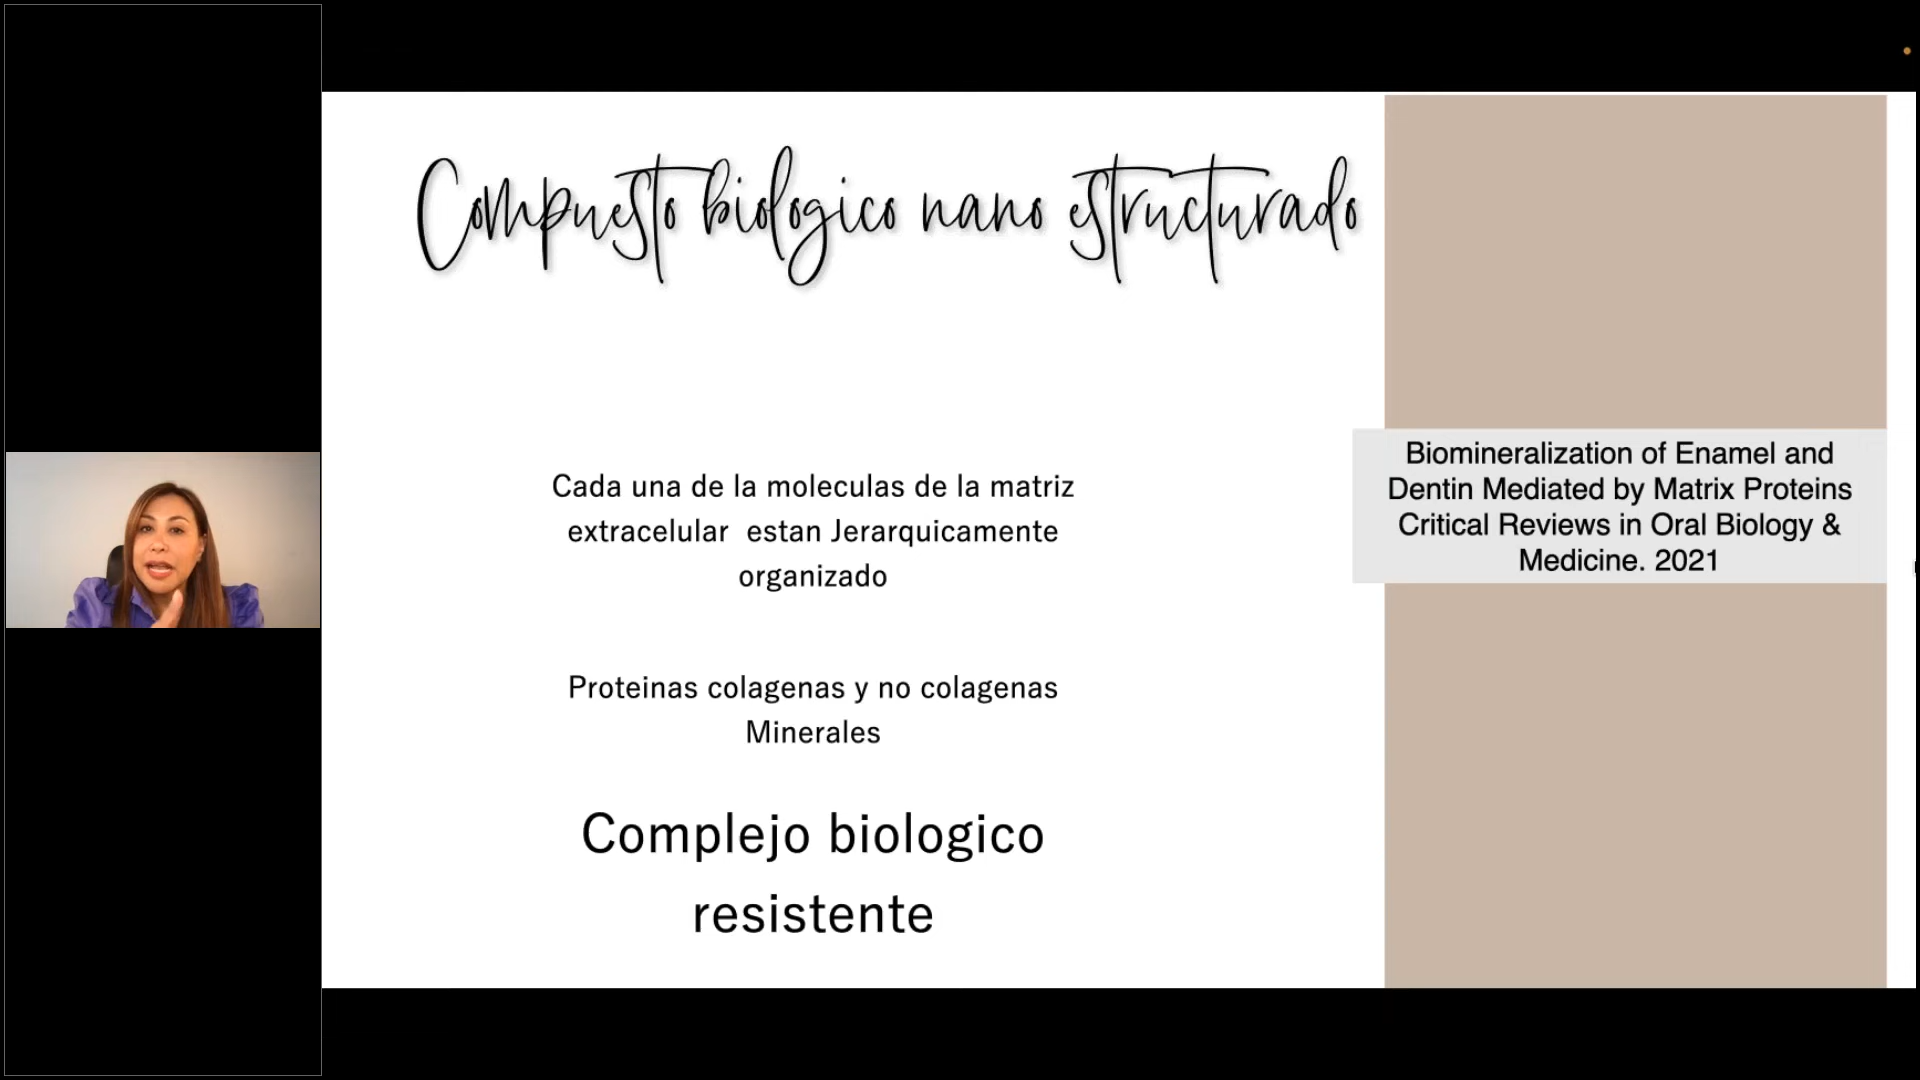 Compuesto biologico nano estructurado
Cada una de la moleculas de la matriz
extracelular estan Jerarquicamente
organizado
Proteinas colagenas y no colagenas
Minerales
Complejo biologico
resistente
Biomineralization of Enamel and
Dentin Mediated by Matrix Proteins
Critical Reviews in Oral Biology &
Medicine. 2021